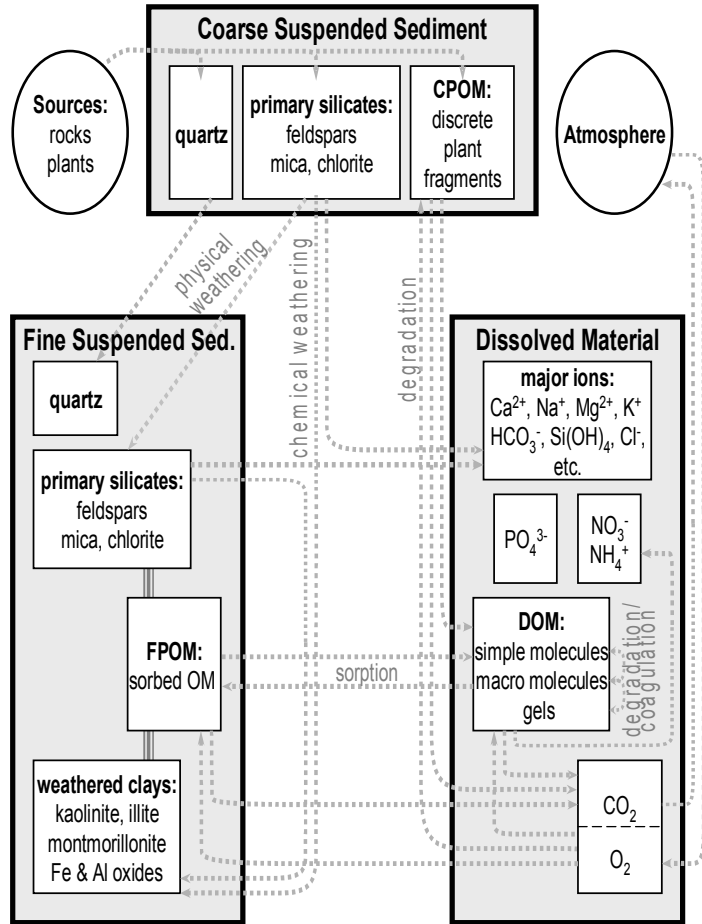 Coarse Suspended Sediment
Sources:
rocks
plants
quartz
primary silicates:
feldspars
mica, chlorite
CPOM:
discrete
plant
fragments
Atmosphere
physical
weathering
chemical weathering
degradation
Fine Suspended Sed.
quartz
primary silicates:
feldspars
mica, chlorite
FPOM:
sorbed OM
weathered clays:
kaolinite, illite
montmorillonite
Fe & Al oxides
sorption
Dissolved Material
major ions:
Ca²⁺, Na⁺, Mg²⁺, K⁺
HCO₃⁻, Si(OH)₄, Cl⁻,
etc.
PO₄³⁻
NO₃⁻
NH₄⁺
DOM:
simple molecules
macro molecules
gels
degradation/
coagulation
CO₂
O₂